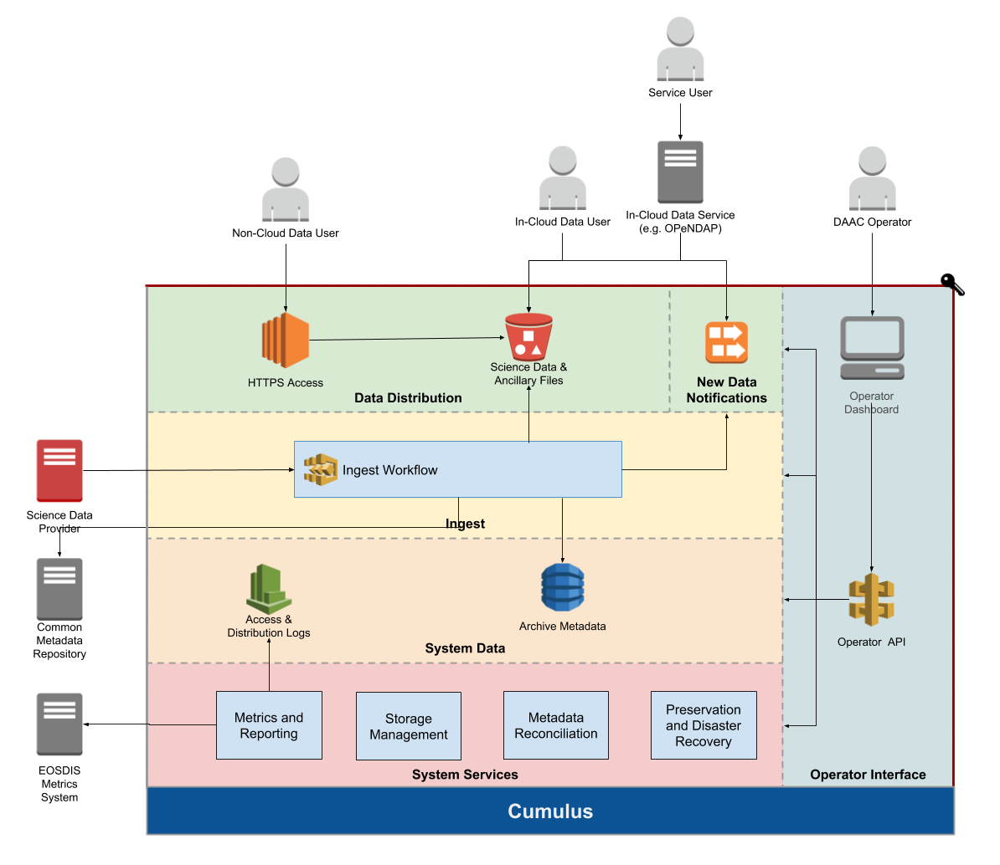 Service User
Non-Cloud Data User
In-Cloud Data User
In-Cloud Data Service
(e.g. OPeNDAP)
DAAC Operator
HTTPS Access
Science Data &
Ancillary Files
Data Distribution
New Data
Notifications
Operator
Dashboard
Science Data
Provider
Ingest Workflow
Ingest
Common
Metadata
Repository
Access &
Distribution Logs
Archive Metadata
System Data
Operator  API
EOSDIS
Metrics
System
Metrics and
Reporting
Storage
Management
Metadata
Reconciliation
Preservation
and Disaster
Recovery
System Services
Operator Interface
Cumulus